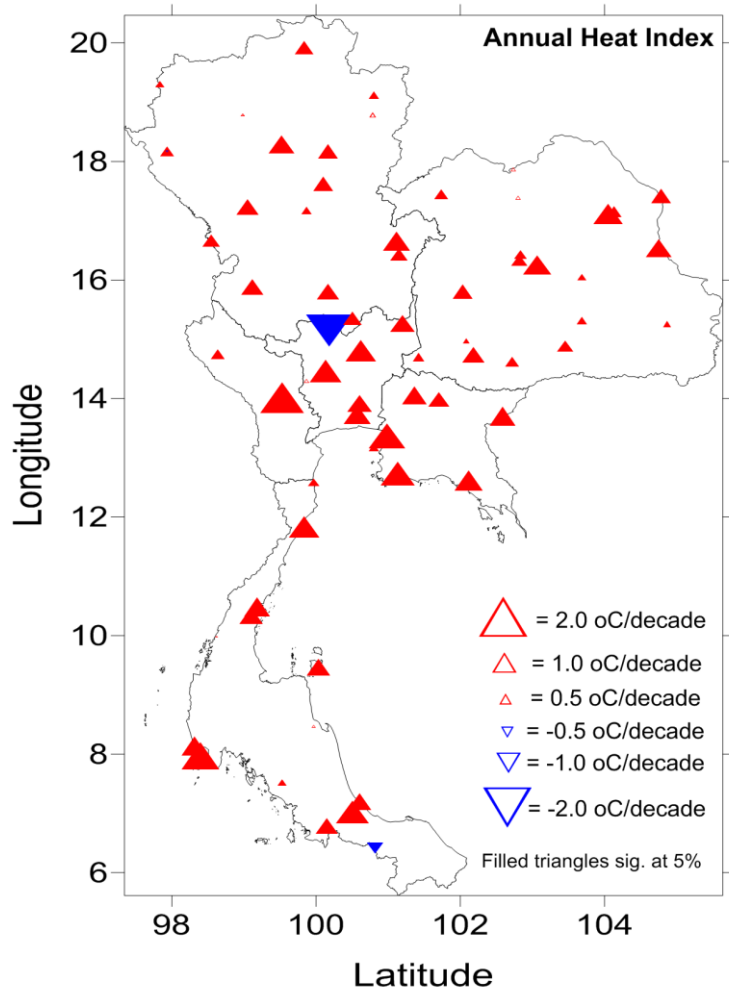 Annual Heat Index
20
18
16
14
12
10
8
6
Longitude
= 2.0 oC/decade
= 1.0 oC/decade
= 0.5 oC/decade
= -0.5 oC/decade
= -1.0 oC/decade
= -2.0 oC/decade
Filled triangles sig. at 5%
98 100 102 104
Latitude